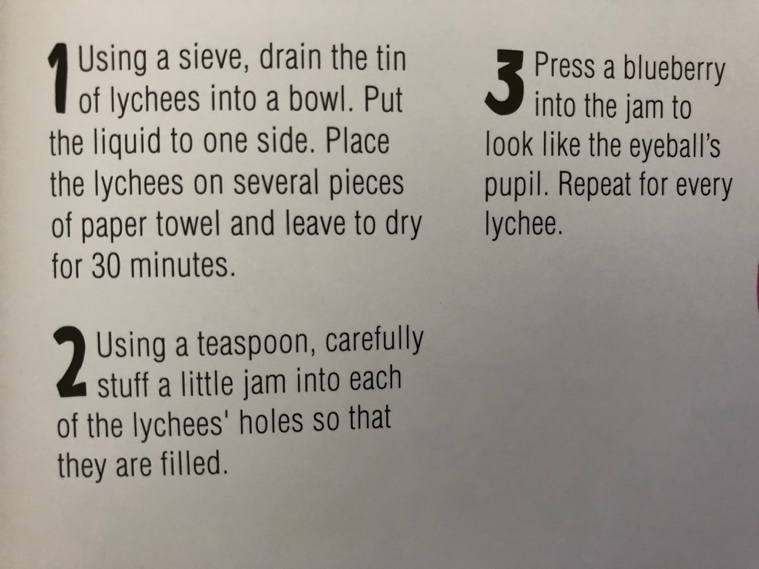 1 Using a sieve, drain the tin
of lychees into a bowl. Put
the liquid to one side. Place
the lychees on several pieces
of paper towel and leave to dry
for 30 minutes.
2 Using a teaspoon, carefully
stuff a little jam into each
of the lychees' holes so that
they are filled.
3 Press a blueberry
into the jam to
look like the eyeball’s
pupil. Repeat for every
lychee.